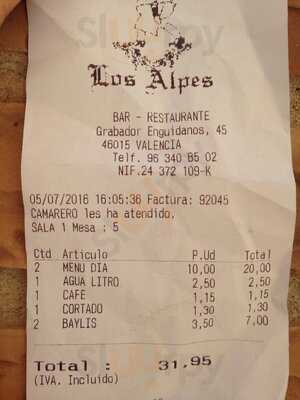 Los Alpes
BAR - RESTAURANTE
Grabador Enguidanos, 45
46015 VALENCIA
Telf. 96 340 85 02
NIF.24 372 109-K
05/07/2016 16:05:36 Factura: 92045
CAMARERO les ha atendido.
SALA 1 Mesa : 5
Ctd Articulo P.Ud Total
2 MENU DIA 10,00 20,00
1 AGUA LITRO 2,50 2,50
1 CAFE 1,15 1,15
1 CORTADO 1,30 1,30
2 BAYLIS 3,50 7,00
Total : 31,95
(IVA. Incluido)